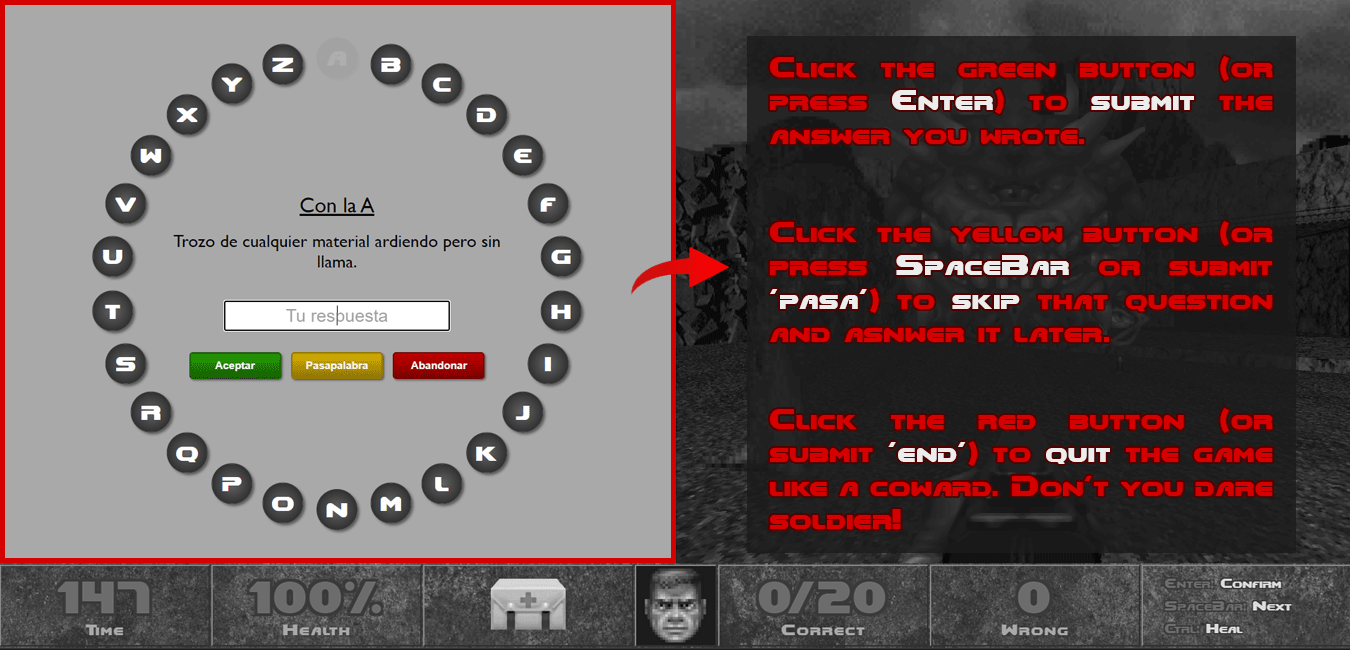 A
B
C
D
E
F
G
H
I
J
K
L
M
N
O
P
Q
R
S
T
U
V
W
X
Y
Z
Con la A
Trozo de cualquier material ardiendo pero sin
llama.
Tu respuesta
Aceptar Pasapalabra Abandonar
Click the green button (or
press Enter) to submit the
answer you wrote.
Click the yellow button (or
press SpaceBar or submit
'pasa') to skip that question
and asnwer it later.
Click the red button (or
submit 'end') to quit the game
like a coward. Don't you dare
soldier!
147
Time
100%
Health
0/20
Correct
0
Wrong
Enter: Confirm
SpaceBar: Next
Ctrl: Heal